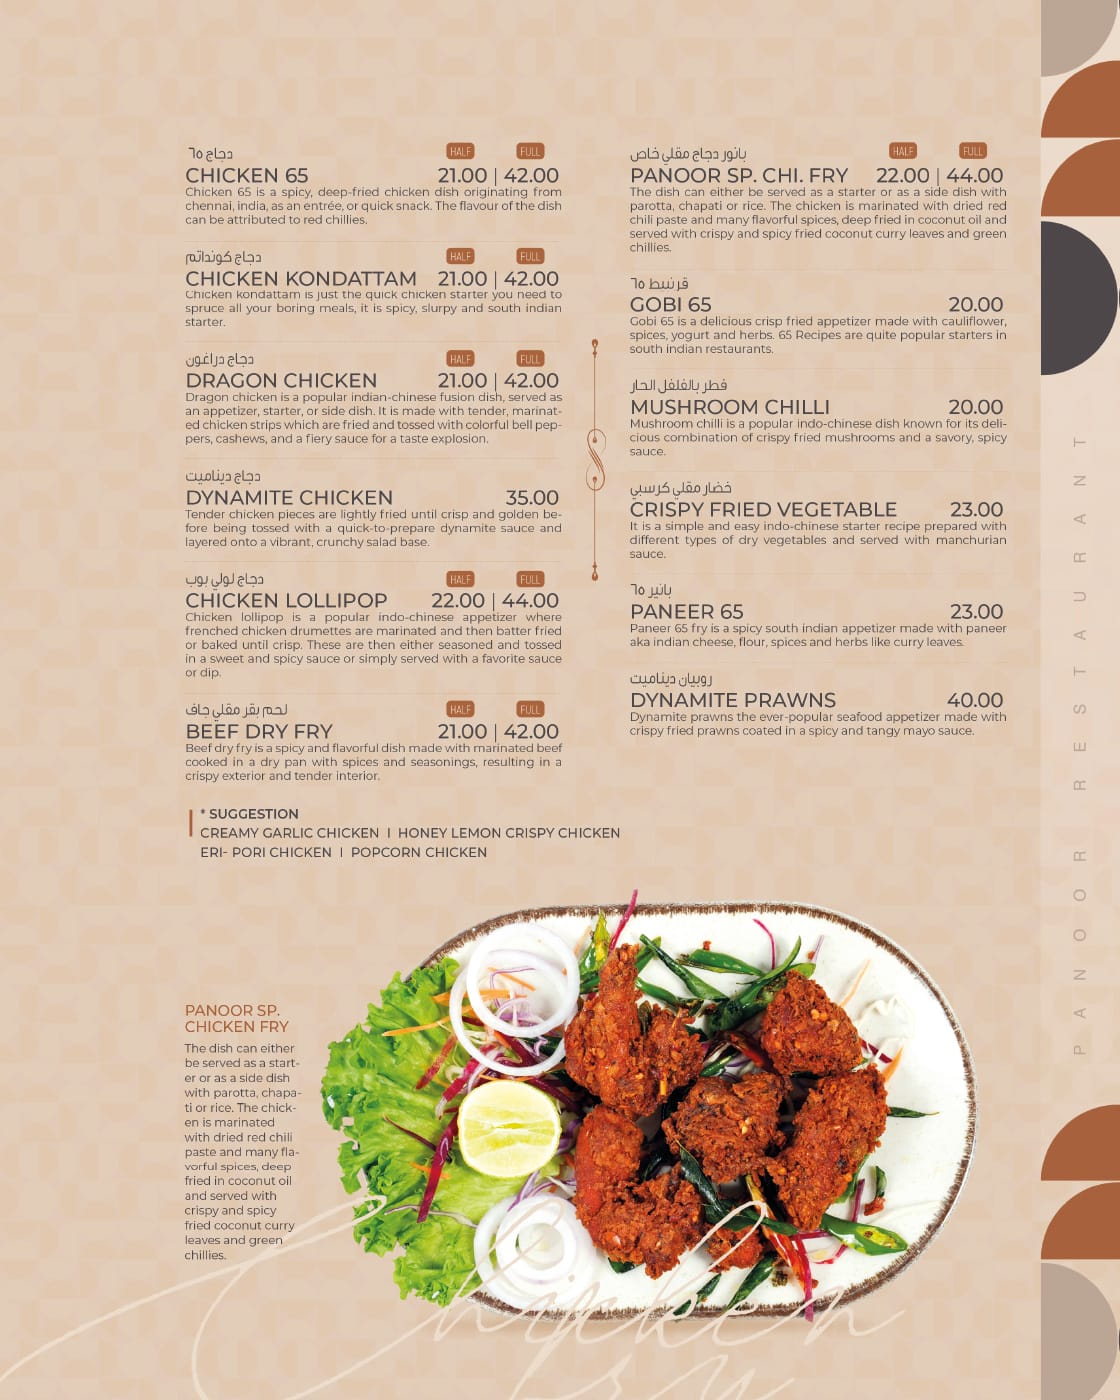 دجاج ٦٥
HALF FULL
CHICKEN 65 21.00 | 42.00
Chicken 65 is a spicy, deep-fried chicken dish originating from
chennai, india, as an entrée, or quick snack. The flavour of the dish
can be attributed to red chillies.
دجاج كونداتم
HALF FULL
CHICKEN KONDATTAM 21.00 | 42.00
Chicken kondattam is just the quick chicken starter you need to
spruce all your boring meals, it is spicy, slurpy and south indian
starter.
دجاج دراغون
HALF FULL
DRAGON CHICKEN 21.00 | 42.00
Dragon chicken is a popular indian-chinese fusion dish, served as
an appetizer, starter, or side dish. It is made with tender, marinat-
ed chicken strips which are fried and tossed with colorful bell pep-
pers, cashews, and a fiery sauce for a taste explosion.
دجاج ديناميت
DYNAMITE CHICKEN 35.00
Tender chicken pieces are lightly fried until crisp and golden be-
fore being tossed with a quick-to-prepare dynamite sauce and
layered onto a vibrant, crunchy salad base.
دجاج لولي بوب
HALF FULL
CHICKEN LOLLIPOP 22.00 | 44.00
Chicken lollipop is a popular indo-chinese appetizer where
frenched chicken drumettes are marinated and then batter fried
or baked until crisp. These are then either seasoned and tossed
in a sweet and spicy sauce or simply served with a favorite sauce
or dip.
لحم بقر مقلي جاف
HALF FULL
BEEF DRY FRY 21.00 | 42.00
Beef dry fry is a spicy and flavorful dish made with marinated beef
cooked in a dry pan with spices and seasonings, resulting in a
crispy exterior and tender interior.
بانور دجاج مقلي خاص
HALF FULL
PANOOR SP. CHI. FRY 22.00 | 44.00
The dish can either be served as a starter or as a side dish with
parotta, chapati or rice. The chicken is marinated with dried red
chili paste and many flavorful spices, deep fried in coconut oil and
served with crispy and spicy fried coconut curry leaves and green
chillies.
قرنبيط ٦٥
GOBI 65 20.00
Gobi 65 is a delicious crisp fried appetizer made with cauliflower,
spices, yogurt and herbs. 65 Recipes are quite popular starters in
south indian restaurants.
فطر بالفلفل الحار
MUSHROOM CHILLI 20.00
Mushroom chilli is a popular indo-chinese dish known for its deli-
cious combination of crispy fried mushrooms and a savory, spicy
sauce.
خضار مقلي كرسبي
CRISPY FRIED VEGETABLE 23.00
It is a simple and easy indo-chinese starter recipe prepared with
different types of dry vegetables and served with manchurian
sauce.
بانير ٦٥
PANEER 65 23.00
Paneer 65 fry is a spicy south indian appetizer made with paneer
aka indian cheese, flour, spices and herbs like curry leaves.
روبيان ديناميت
DYNAMITE PRAWNS 40.00
Dynamite prawns the ever-popular seafood appetizer made with
crispy fried prawns coated in a spicy and tangy mayo sauce.
* SUGGESTION
CREAMY GARLIC CHICKEN I HONEY LEMON CRISPY CHICKEN
ERI- PORI CHICKEN I POPCORN CHICKEN
PANOOR SP.
CHICKEN FRY
The dish can either
be served as a start-
er or as a side dish
with parotta, chapa-
ti or rice. The chick-
en is marinated
with dried red chili
paste and many fla-
vorful spices, deep
fried in coconut oil
and served with
crispy and spicy
fried coconut curry
leaves and green
chillies.
Chicken
Fry
PANOOR RESTAURANT